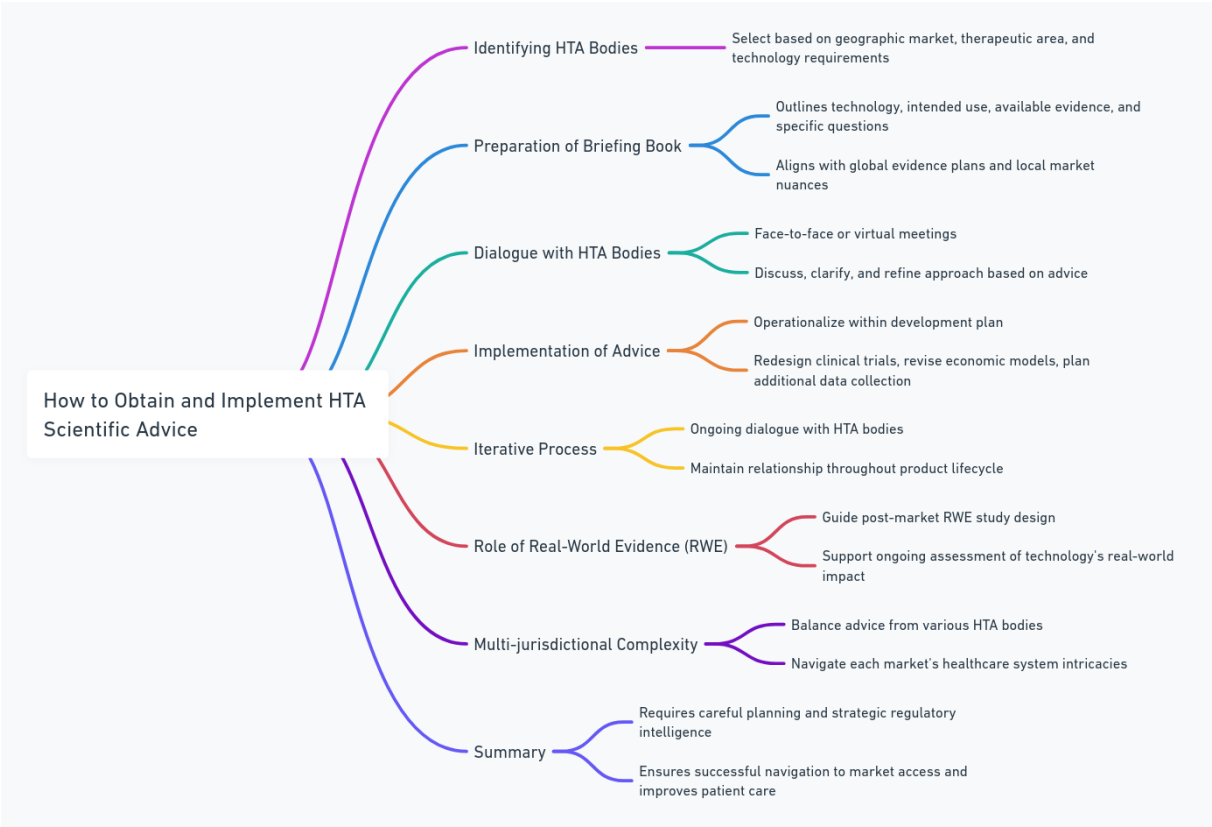 How to Obtain and Implement HTA
Scientific Advice
Identifying HTA Bodies
Select based on geographic market, therapeutic area, and
technology requirements
Preparation of Briefing Book
Outlines technology, intended use, available evidence, and
specific questions
Aligns with global evidence plans and local market
nuances
Dialogue with HTA Bodies
Face-to-face or virtual meetings
Discuss, clarify, and refine approach based on advice
Implementation of Advice
Operationalize within development plan
Redesign clinical trials, revise economic models, plan
additional data collection
Iterative Process
Ongoing dialogue with HTA bodies
Maintain relationship throughout product lifecycle
Role of Real-World Evidence (RWE)
Guide post-market RWE study design
Support ongoing assessment of technology's real-world
impact
Multi-jurisdictional Complexity
Balance advice from various HTA bodies
Navigate each market's healthcare system intricacies
Summary
Requires careful planning and strategic regulatory
intelligence
Ensures successful navigation to market access and
improves patient care